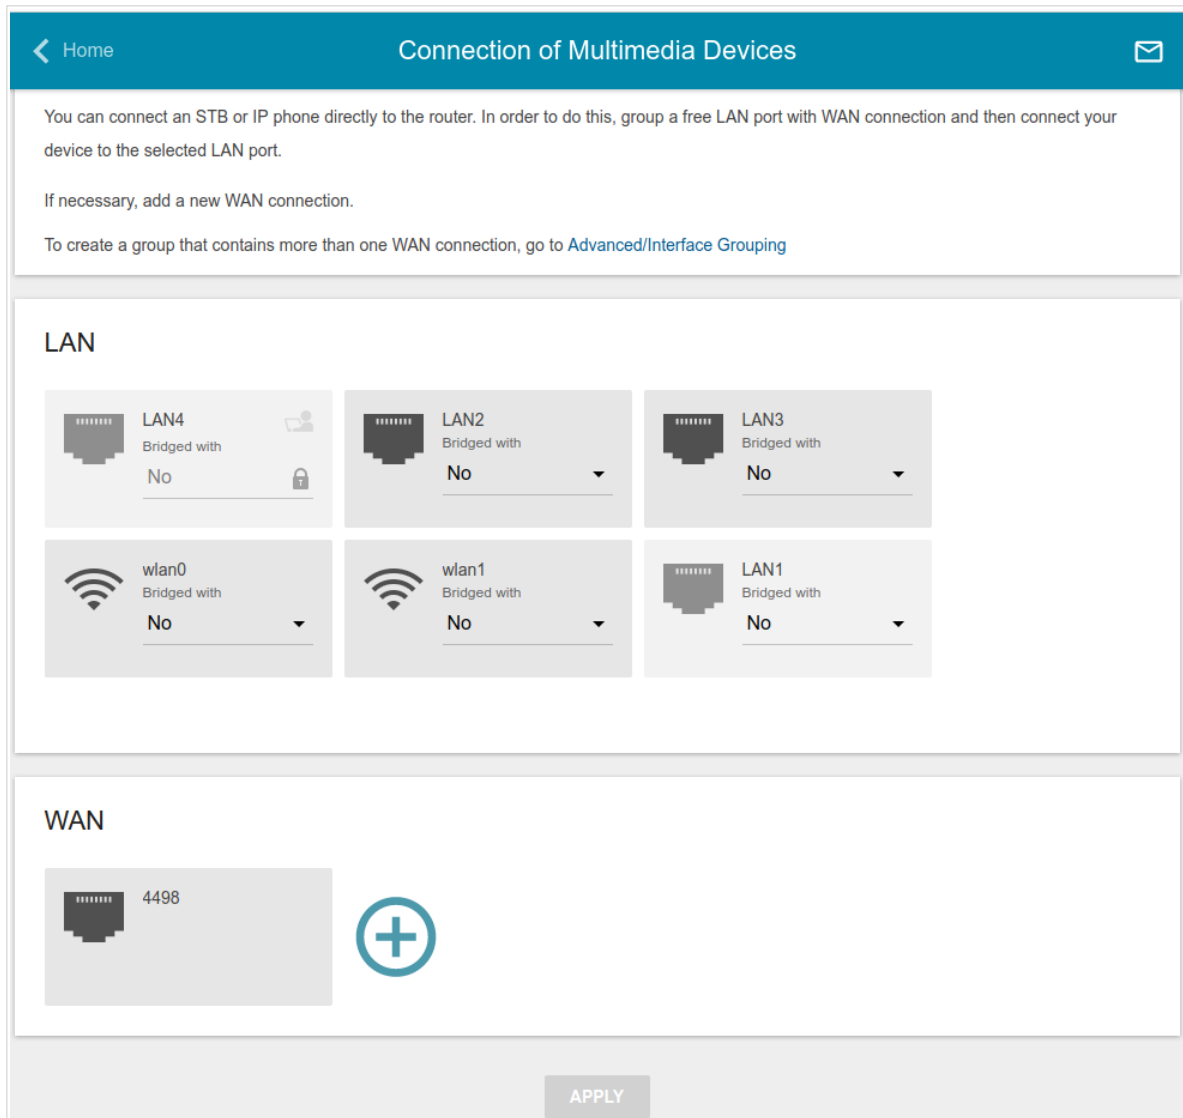 Home
Connection of Multimedia Devices
You can connect an STB or IP phone directly to the router. In order to do this, group a free LAN port with WAN connection and then connect your
device to the selected LAN port.
If necessary, add a new WAN connection.
To create a group that contains more than one WAN connection, go to Advanced/Interface Grouping
LAN
LAN4
Bridged with
No
LAN2
Bridged with
No
LAN3
Bridged with
No
wlan0
Bridged with
No
wlan1
Bridged with
No
LAN1
Bridged with
No
WAN
4498
APPLY